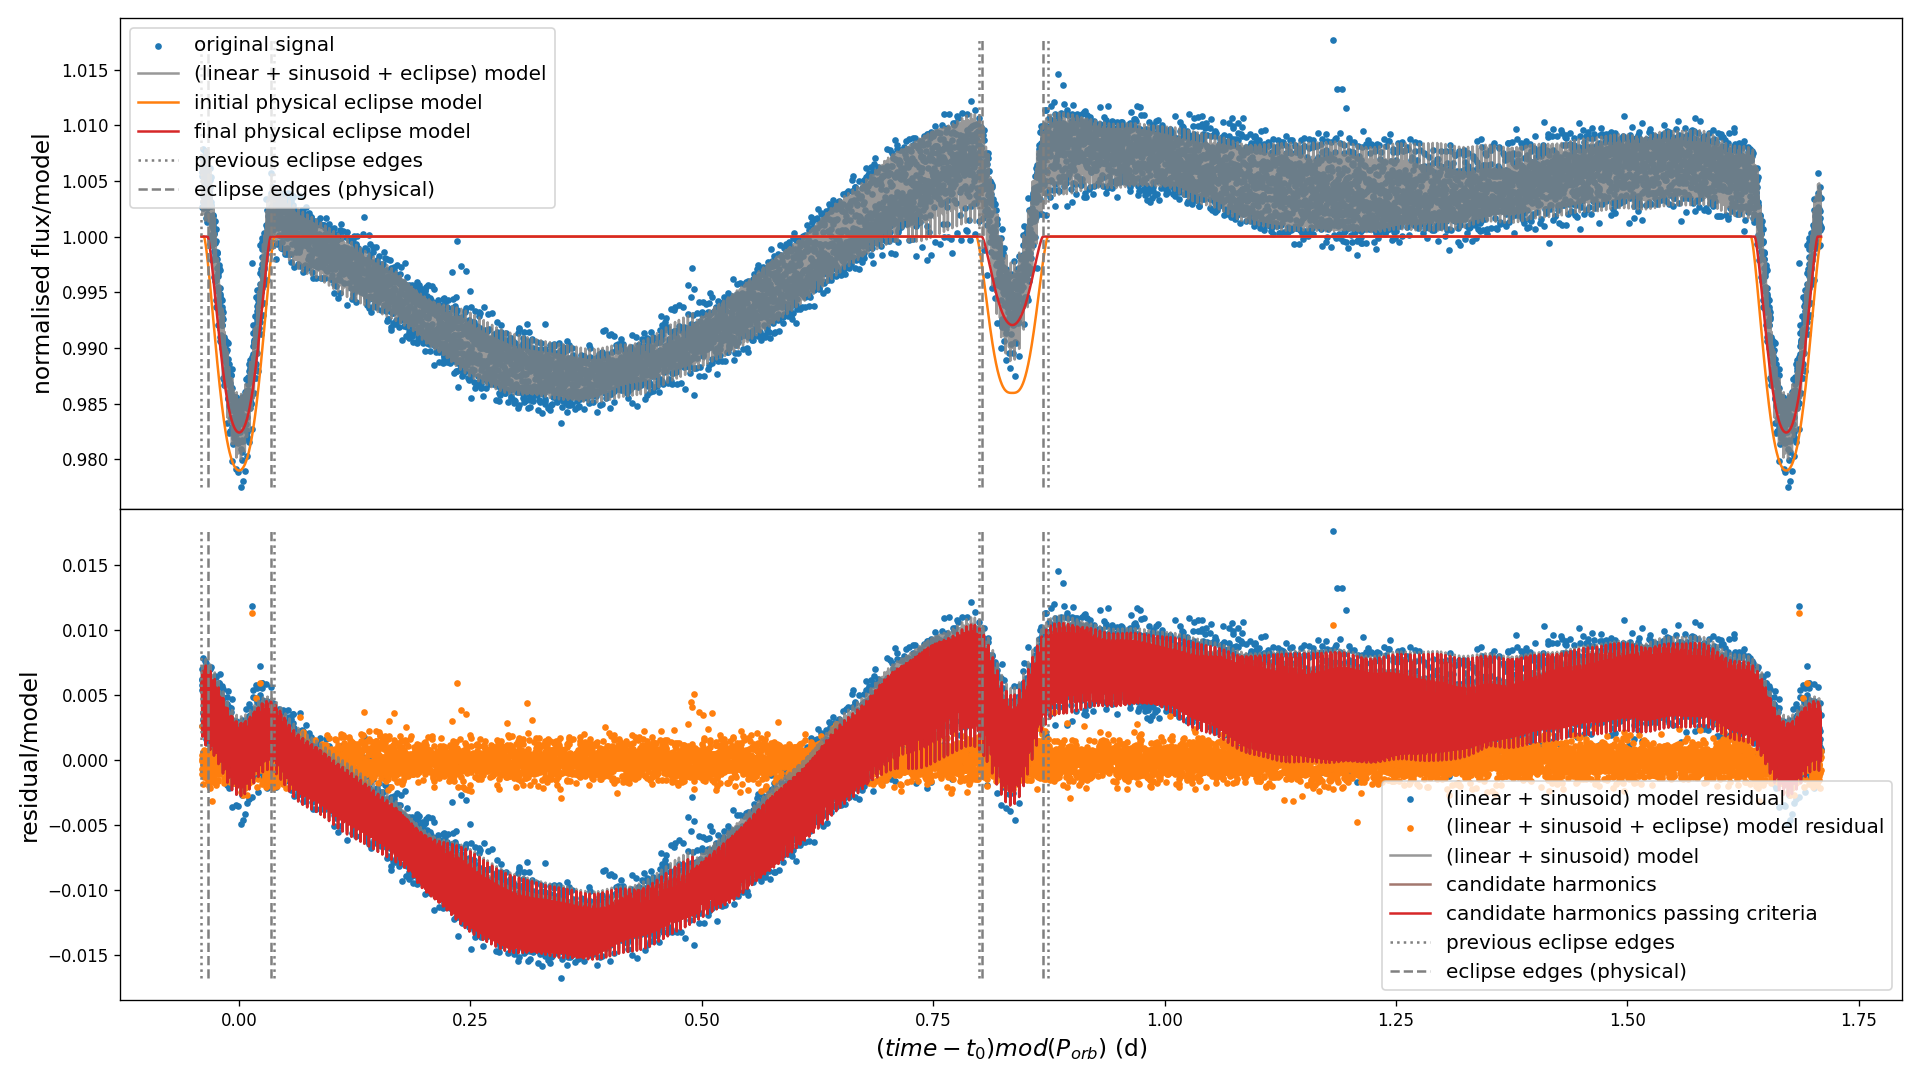 original signal
(linear + sinusoid + eclipse) model
initial physical eclipse model
final physical eclipse model
previous eclipse edges
eclipse edges (physical)
normalised flux/model
1.015
1.010
1.005
1.000
0.995
0.990
0.985
0.980
residual/model
0.015
0.010
0.005
0.000
−0.005
−0.010
−0.015
(linear + sinusoid) model residual
(linear + sinusoid + eclipse) model residual
(linear + sinusoid) model
candidate harmonics
candidate harmonics passing criteria
previous eclipse edges
eclipse edges (physical)
0.00 0.25 0.50 0.75 1.00 1.25 1.50 1.75
(time − t₀)mod(P_orb) (d)